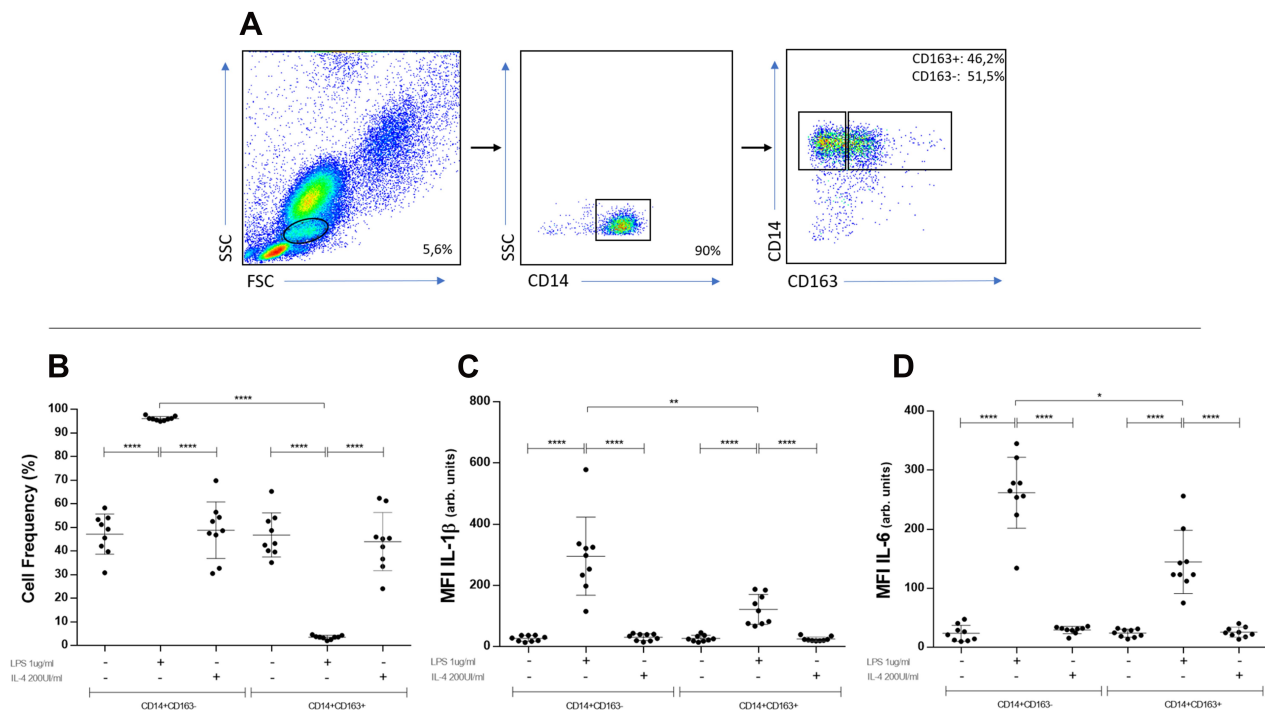 A
SSC
5,6%
FSC
SSC
90%
CD14
CD163+: 46,2%
CD163-: 51,5%
CD14
CD163
B
Cell Frequency (%)
100
90
80
70
60
50
40
30
20
10
0
****
**** **** **** ****
LPS 1ug/ml - + - - + -
IL-4 200UI/ml - - + - - +
CD14+CD163- CD14+CD163+
C
MFI IL-1β (arb. units)
800
600
400
200
0
**
**** **** **** ****
LPS 1ug/ml - + - - + -
IL-4 200UI/ml - - + - - +
CD14+CD163- CD14+CD163+
D
MFI IL-6 (arb. units)
400
300
200
100
0
*
**** **** **** ****
LPS 1ug/ml - + - - + -
IL-4 200UI/ml - - + - - +
CD14+CD163- CD14+CD163+